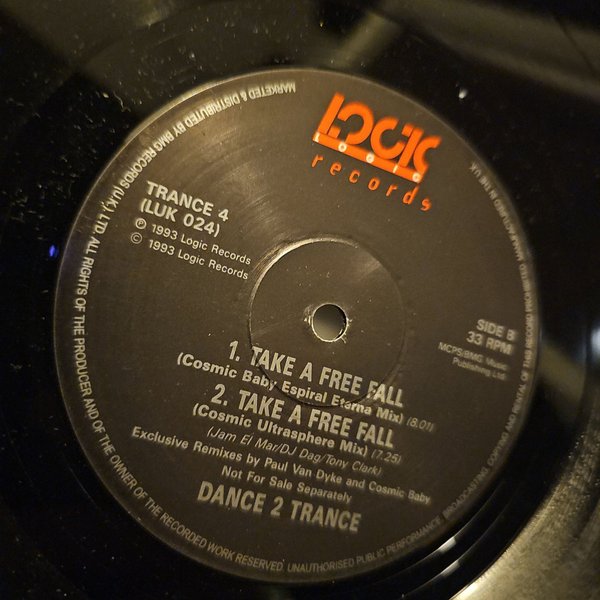 LOGIC
LOGIC
records
TRANCE 4
(LUK 024)
℗ 1993 Logic Records
© 1993 Logic Records
SIDE B
33 RPM
MCPS/BMG Music
Publishing Ltd
1. TAKE A FREE FALL
(Cosmic Baby Espiral Eterna Mix) (8.01)
2. TAKE A FREE FALL
(Cosmic Ultrasphere Mix) (7.25)
(Jam El Mar/DJ Dag/Tony Clark)
Exclusive Remixes by Paul Van Dyke and Cosmic Baby
Not For Sale Separately
DANCE 2 TRANCE
MARKETED & DISTRIBUTED BY BMG RECORDS (U.K.) LTD. ALL RIGHTS OF THE PRODUCER AND OF THE OWNER OF THE RECORDED WORK RESERVED. UNAUTHORISED PUBLIC PERFORMANCE, BROADCASTING, COPYING AND RENTAL OF THIS RECORD PROHIBITED. MANUFACTURED IN THE U.K.